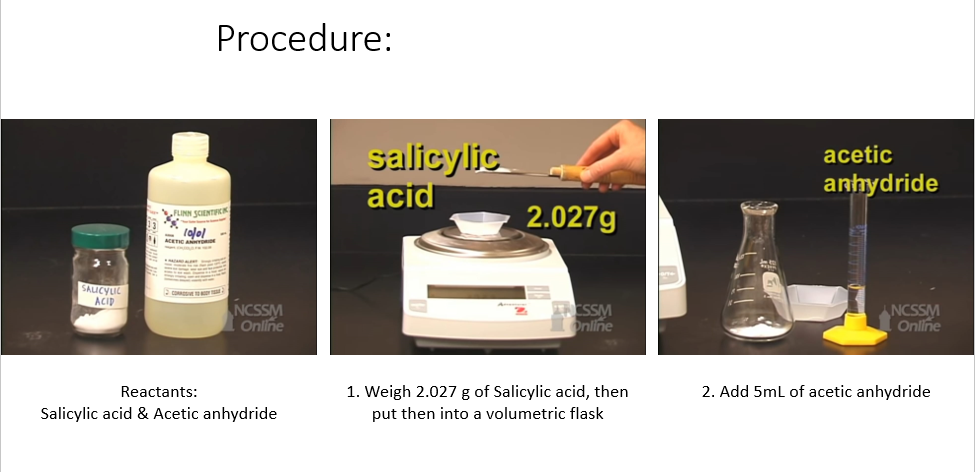 Procedure:
FLINN SCIENTIFIC INC.
10/01
ACETIC ANHYDRIDE
CORROSIVE TO BODY TISSUE
SALICYLIC
ACID
NCSSM
Online
salicylic
acid
2.027g
NCSSM
Online
acetic
anhydride
NCSSM
Online
Reactants:
Salicylic acid & Acetic anhydride
1. Weigh 2.027 g of Salicylic acid, then
put then into a volumetric flask
2. Add 5mL of acetic anhydride